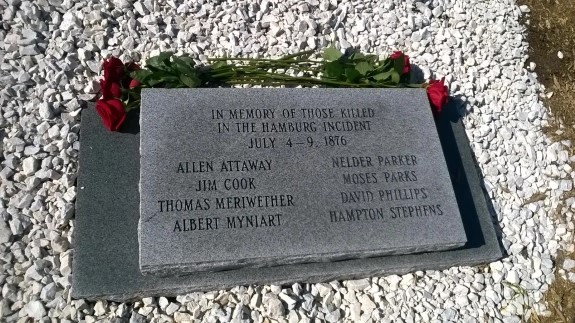 IN MEMORY OF THOSE KILLED
IN THE HAMBURG INCIDENT
JULY 4-9, 1876
ALLEN ATTAWAY
JIM COOK
THOMAS MERIWETHER
ALBERT MYNIART
NELDER PARKER
MOSES PARKS
DAVID PHILLIPS
HAMPTON STEPHENS